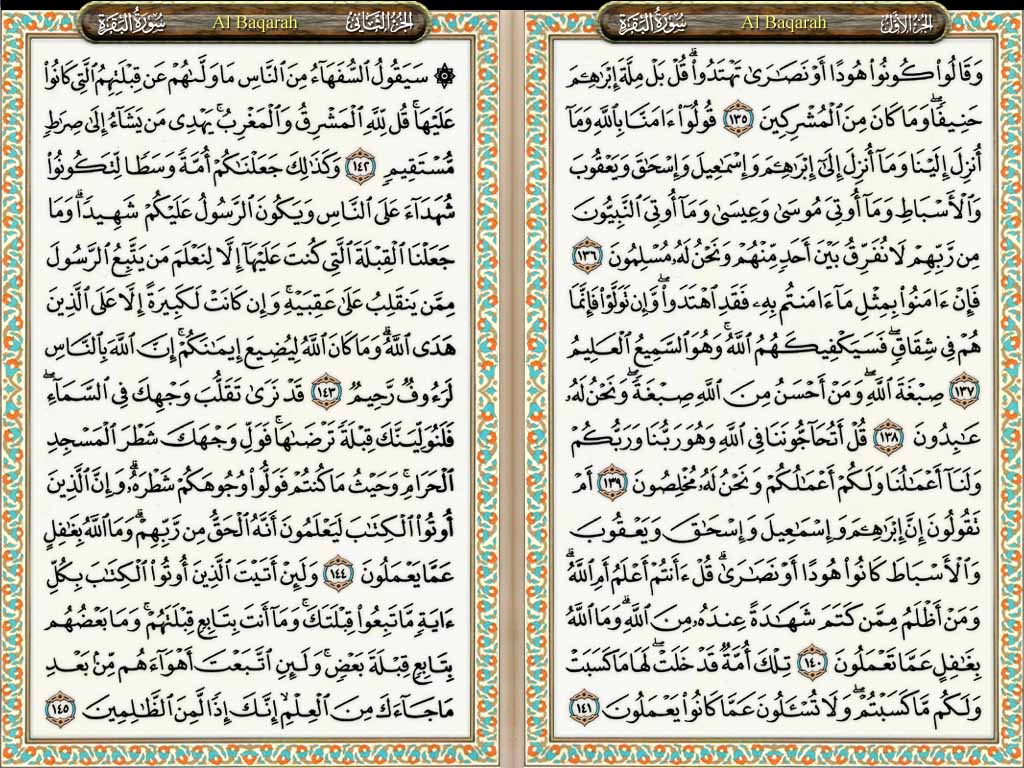 الجزء الأول
Al Baqarah
سورة البقرة
وَقَالُوا۟ كُونُوا۟ هُودًا أَوْ نَصَٰرَىٰ تَهْتَدُوا۟ ۗ قُلْ بَلْ مِلَّةَ إِبْرَٰهِـۧمَ
حَنِيفًا ۖ وَمَا كَانَ مِنَ ٱلْمُشْرِكِينَ ١٣٥ قُولُوٓا۟ ءَامَنَّا بِٱللَّهِ وَمَآ
أُنزِلَ إِلَيْنَا وَمَآ أُنزِلَ إِلَىٰٓ إِبْرَٰهِـۧمَ وَإِسْمَٰعِيلَ وَإِسْحَٰقَ وَيَعْقُوبَ
وَٱلْأَسْبَاطِ وَمَآ أُوتِىَ مُوسَىٰ وَعِيسَىٰ وَمَآ أُوتِىَ ٱلنَّبِيُّونَ
مِن رَّبِّهِمْ لَا نُفَرِّقُ بَيْنَ أَحَدٍ مِّنْهُمْ وَنَحْنُ لَهُۥ مُسْلِمُونَ ١٣٦
فَإِنْ ءَامَنُوا۟ بِمِثْلِ مَآ ءَامَنتُم بِهِۦ فَقَدِ ٱهْتَدَوا۟ ۖ وَّإِن تَوَلَّوْا۟ فَإِنَّمَا
هُمْ فِى شِقَاقٍ ۖ فَسَيَكْفِيكَهُمُ ٱللَّهُ ۚ وَهُوَ ٱلسَّمِيعُ ٱلْعَلِيمُ
١٣٧ صِبْغَةَ ٱللَّهِ ۖ وَمَنْ أَحْسَنُ مِنَ ٱللَّهِ صِبْغَةً ۖ وَنَحْنُ لَهُۥ
عَٰبِدُونَ ١٣٨ قُلْ أَتُحَآجُّونَنَا فِى ٱللَّهِ وَهُوَ رَبُّنَا وَرَبُّكُمْ
وَلَنَآ أَعْمَٰلُنَا وَلَكُمْ أَعْمَٰلُكُمْ وَنَحْنُ لَهُۥ مُخْلِصُونَ ١٣٩ أَمْ
تَقُولُونَ إِنَّ إِبْرَٰهِـۧمَ وَإِسْمَٰعِيلَ وَإِسْحَٰقَ وَيَعْقُوبَ
وَٱلْأَسْبَاطَ كَانُوا۟ هُودًا أَوْ نَصَٰرَىٰ ۗ قُلْ ءَأَنتُمْ أَعْلَمُ أَمِ ٱللَّهُ ۗ
وَمَنْ أَظْلَمُ مِمَّن كَتَمَ شَهَٰدَةً عِندَهُۥ مِنَ ٱللَّهِ ۗ وَمَا ٱللَّهُ
بِغَٰفِلٍ عَمَّا تَعْمَلُونَ ١٤٠ تِلْكَ أُمَّةٌ قَدْ خَلَتْ ۖ لَهَا مَا كَسَبَتْ
وَلَكُم مَّا كَسَبْتُمْ ۖ وَلَا تُسْـَٔلُونَ عَمَّا كَانُوا۟ يَعْمَلُونَ ١٤١
الجزء الثاني
Al Baqarah
سورة البقرة
۞ سَيَقُولُ ٱلسُّفَهَآءُ مِنَ ٱلنَّاسِ مَا وَلَّىٰهُمْ عَن قِبْلَتِهِمُ ٱلَّتِى كَانُوا۟
عَلَيْهَا ۚ قُل لِّلَّهِ ٱلْمَشْرِقُ وَٱلْمَغْرِبُ ۚ يَهْدِى مَن يَشَآءُ إِلَىٰ صِرَٰطٍ
مُّسْتَقِيمٍ ١٤٢ وَكَذَٰلِكَ جَعَلْنَٰكُمْ أُمَّةً وَسَطًا لِّتَكُونُوا۟
شُهَدَآءَ عَلَى ٱلنَّاسِ وَيَكُونَ ٱلرَّسُولُ عَلَيْكُمْ شَهِيدًا ۗ وَمَا
جَعَلْنَا ٱلْقِبْلَةَ ٱلَّتِى كُنتَ عَلَيْهَآ إِلَّا لِنَعْلَمَ مَن يَتَّبِعُ ٱلرَّسُولَ
مِمَّن يَنقَلِبُ عَلَىٰ عَقِبَيْهِ ۚ وَإِن كَانَتْ لَكَبِيرَةً إِلَّا عَلَى ٱلَّذِينَ
هَدَى ٱللَّهُ ۗ وَمَا كَانَ ٱللَّهُ لِيُضِيعَ إِيمَٰنَكُمْ ۚ إِنَّ ٱللَّهَ بِٱلنَّاسِ
لَرَءُوفٌ رَّحِيمٌ ١٤٣ قَدْ نَرَىٰ تَقَلُّبَ وَجْهِكَ فِى ٱلسَّمَآءِ ۖ
فَلَنُوَلِّيَنَّكَ قِبْلَةً تَرْضَىٰهَا ۚ فَوَلِّ وَجْهَكَ شَطْرَ ٱلْمَسْجِدِ
ٱلْحَرَامِ ۚ وَحَيْثُ مَا كُنتُمْ فَوَلُّوا۟ وُجُوهَكُمْ شَطْرَهُۥ ۗ وَإِنَّ ٱلَّذِينَ
أُوتُوا۟ ٱلْكِتَٰبَ لَيَعْلَمُونَ أَنَّهُ ٱلْحَقُّ مِن رَّبِّهِمْ ۗ وَمَا ٱللَّهُ بِغَٰفِلٍ
عَمَّا يَعْمَلُونَ ١٤٤ وَلَئِنْ أَتَيْتَ ٱلَّذِينَ أُوتُوا۟ ٱلْكِتَٰبَ بِكُلِّ
ءَايَةٍ مَّا تَبِعُوا۟ قِبْلَتَكَ ۚ وَمَآ أَنتَ بِتَابِعٍ قِبْلَتَهُمْ ۚ وَمَا بَعْضُهُم
بِتَابِعٍ قِبْلَةَ بَعْضٍ ۚ وَلَئِنِ ٱتَّبَعْتَ أَهْوَآءَهُم مِّنۢ بَعْدِ
مَا جَآءَكَ مِنَ ٱلْعِلْمِ ۙ إِنَّكَ إِذًا لَّمِنَ ٱلظَّٰلِمِينَ ١٤٥